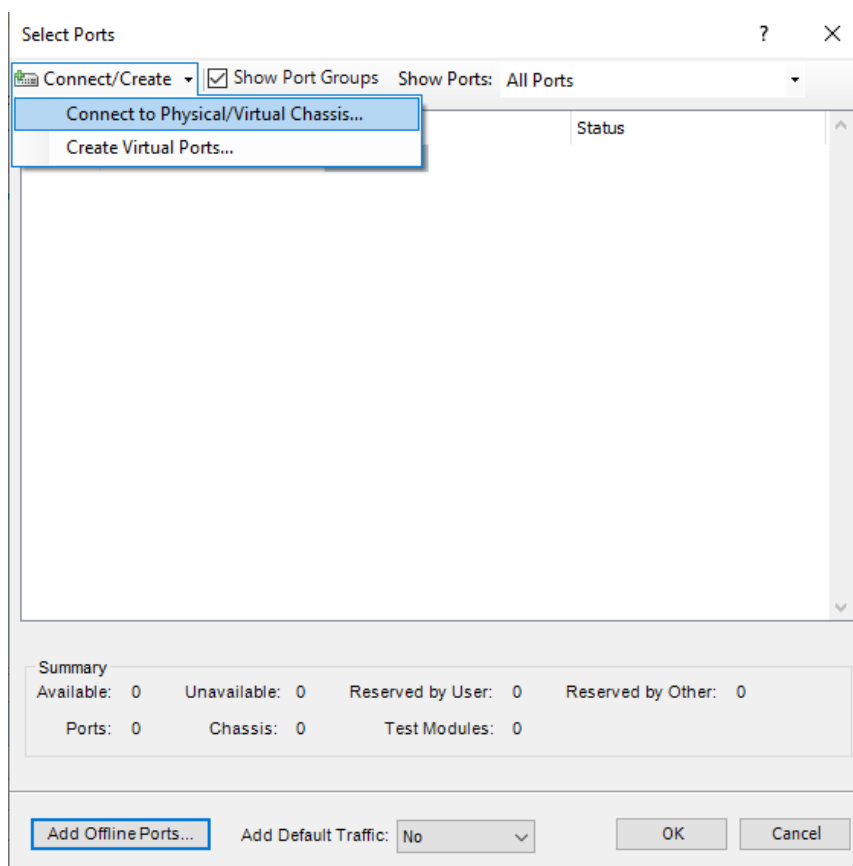 Select Ports ?
Connect/Create Show Port Groups Show Ports: All Ports
Connect to Physical/Virtual Chassis... Status
Create Virtual Ports...
Summary
Available: 0 Unavailable: 0 Reserved by User: 0 Reserved by Other: 0
Ports: 0 Chassis: 0 Test Modules: 0
Add Offline Ports... Add Default Traffic: No OK Cancel